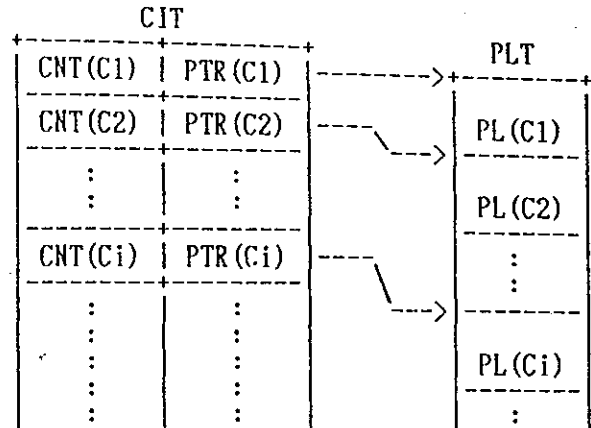 CIT
PLT
CNT(C1) PTR(C1)
CNT(C2) PTR(C2)
PL(C1)
: :
: :
PL(C2)
CNT(Ci) PTR(Ci)
:
:
: :
: :
PL(Ci)
: :
: :
: :
: